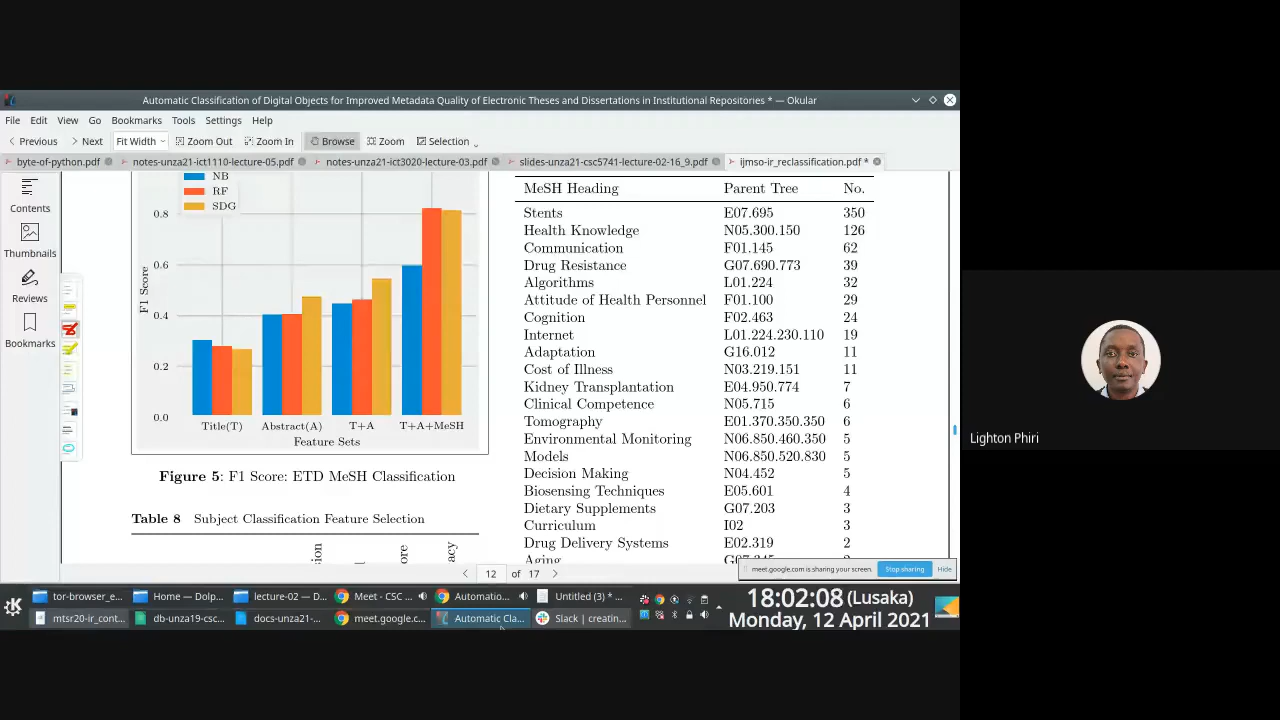 Automatic Classification of Digital Objects for Improved Metadata Quality of Electronic Theses and Dissertations in Institutional Repositories * — Okular
File Edit View Go Bookmarks Tools Settings Help
Previous Next Fit Width Zoom Out Zoom In Browse Zoom Selection
byte-of-python.pdf notes-unza21-ict1110-lecture-05.pdf notes-unza21-ict3020-lecture-03.pdf slides-unza21-csc5741-lecture-02-16_9.pdf ijmso-ir_reclassification.pdf *
Contents
Thumbnails
Reviews
Bookmarks
NB
RF
SDG
0.8
0.6
0.4
0.2
0.0
F1 Score
Title(T) Abstract(A) T+A T+A+MeSH
Feature Sets
Figure 5: F1 Score: ETD MeSH Classification
Table 8 Subject Classification Feature Selection
ion
ore
acy
MeSH Heading Parent Tree No.
Stents E07.695 350
Health Knowledge N05.300.150 126
Communication F01.145 62
Drug Resistance G07.690.773 39
Algorithms L01.224 32
Attitude of Health Personnel F01.100 29
Cognition F02.463 24
Internet L01.224.230.110 19
Adaptation G16.012 11
Cost of Illness N03.219.151 11
Kidney Transplantation E04.950.774 7
Clinical Competence N05.715 6
Tomography E01.370.350.350 6
Environmental Monitoring N06.850.460.350 5
Models N06.850.520.830 5
Decision Making N04.452 5
Biosensing Techniques E05.601 4
Dietary Supplements G07.203 3
Curriculum I02 3
Drug Delivery Systems E02.319 2
Aging
meet.google.com is sharing your screen. Stop sharing Hide
12 of 17
tor-browser_e... Home — Dolp... lecture-02 — D... Meet - CSC ... Automatio... Untitled (3) * ...
mtsr20-ir_cont... db-unza19-csc... docs-unza21-... meet.google.c... Automatic Cla... Slack | creatin...
18:02:08 (Lusaka)
Monday, 12 April 2021
Lighton Phiri